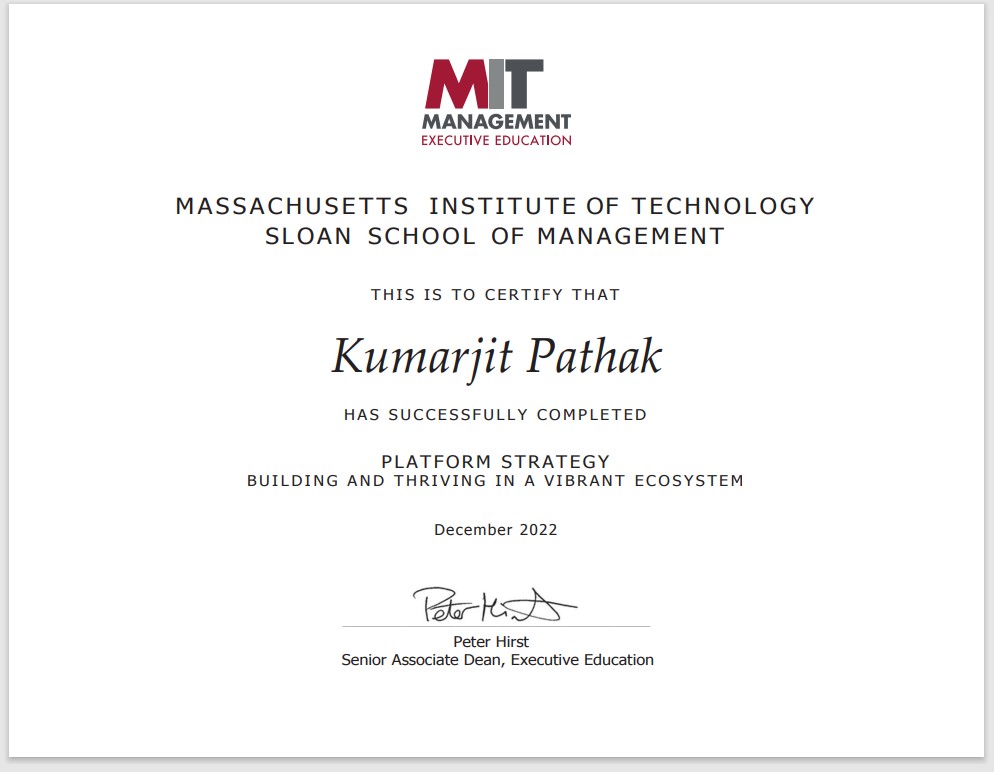 MIT
MANAGEMENT
EXECUTIVE EDUCATION
MASSACHUSETTS INSTITUTE OF TECHNOLOGY
SLOAN SCHOOL OF MANAGEMENT
THIS IS TO CERTIFY THAT
Kumarjit Pathak
HAS SUCCESSFULLY COMPLETED
PLATFORM STRATEGY
BUILDING AND THRIVING IN A VIBRANT ECOSYSTEM
December 2022
Peter Hirst
Peter Hirst
Senior Associate Dean, Executive Education